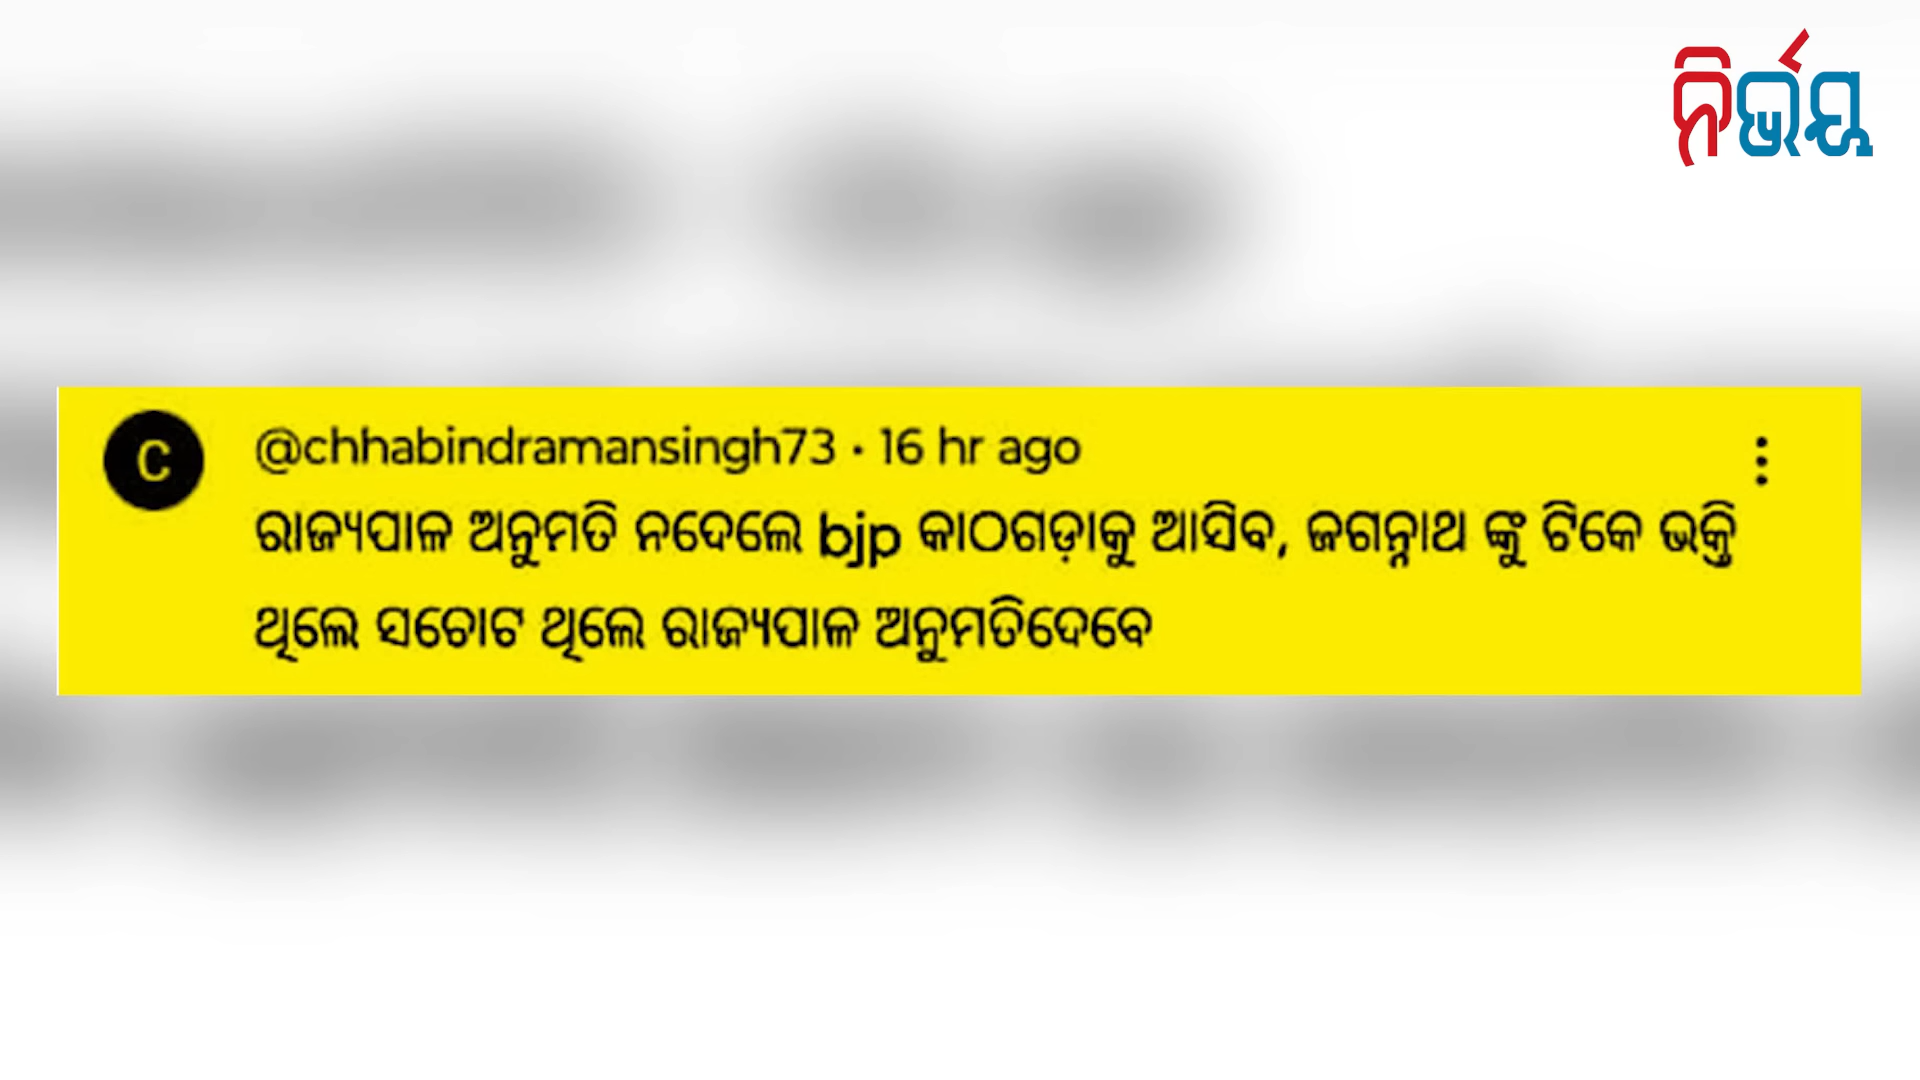 ନିର୍ଭୟ
@chhabindramansingh73 • 16 hr ago
ରାଜ୍ୟପାଳ ଅନୁମତି ନଦେଲେ bjp କାଠଗଡ଼ାକୁ ଆସିବ, ଜଗନ୍ନାଥ ଙ୍କୁ ଟିକେ ଭକ୍ତି
ଥିଲେ ସଚୋଟ ଥିଲେ ରାଜ୍ୟପାଳ ଅନୁମତିଦେବେ
C